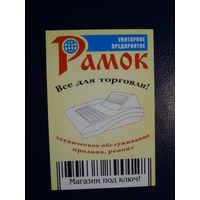 УНИТАРНОЕ
ПРЕДПРИЯТИЕ
Рамок
Все для торговли!
техническое обслуживание
продажа, ремонт
Магазин под ключ!